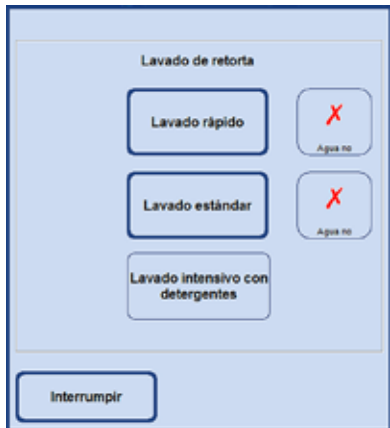 Lavado de retorta
Lavado rápido
Agua no
Lavado estándar
Agua no
Lavado intensivo con
detergentes
Interrumpir